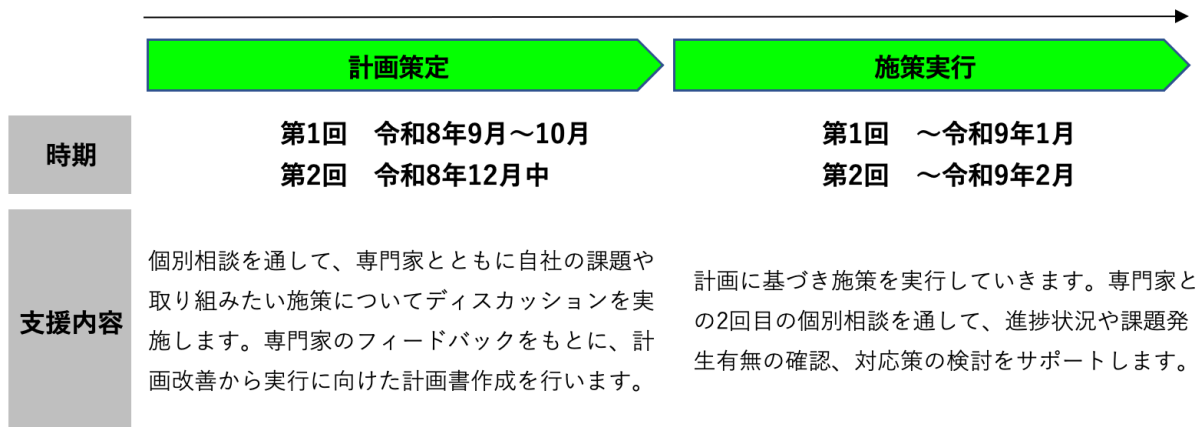 計画策定
施策実行
時期
第1回　令和8年9月～10月
第2回　令和8年12月中
第1回　～令和9年1月
第2回　～令和9年2月
支援内容
個別相談を通して、専門家とともに自社の課題や
取り組みたい施策についてディスカッションを実
施します。専門家のフィードバックをもとに、計
画改善から実行に向けた計画書作成を行います。
計画に基づき施策を実行していきます。専門家と
の2回目の個別相談を通して、進捗状況や課題発
生有無の確認、対応策の検討をサポートします。